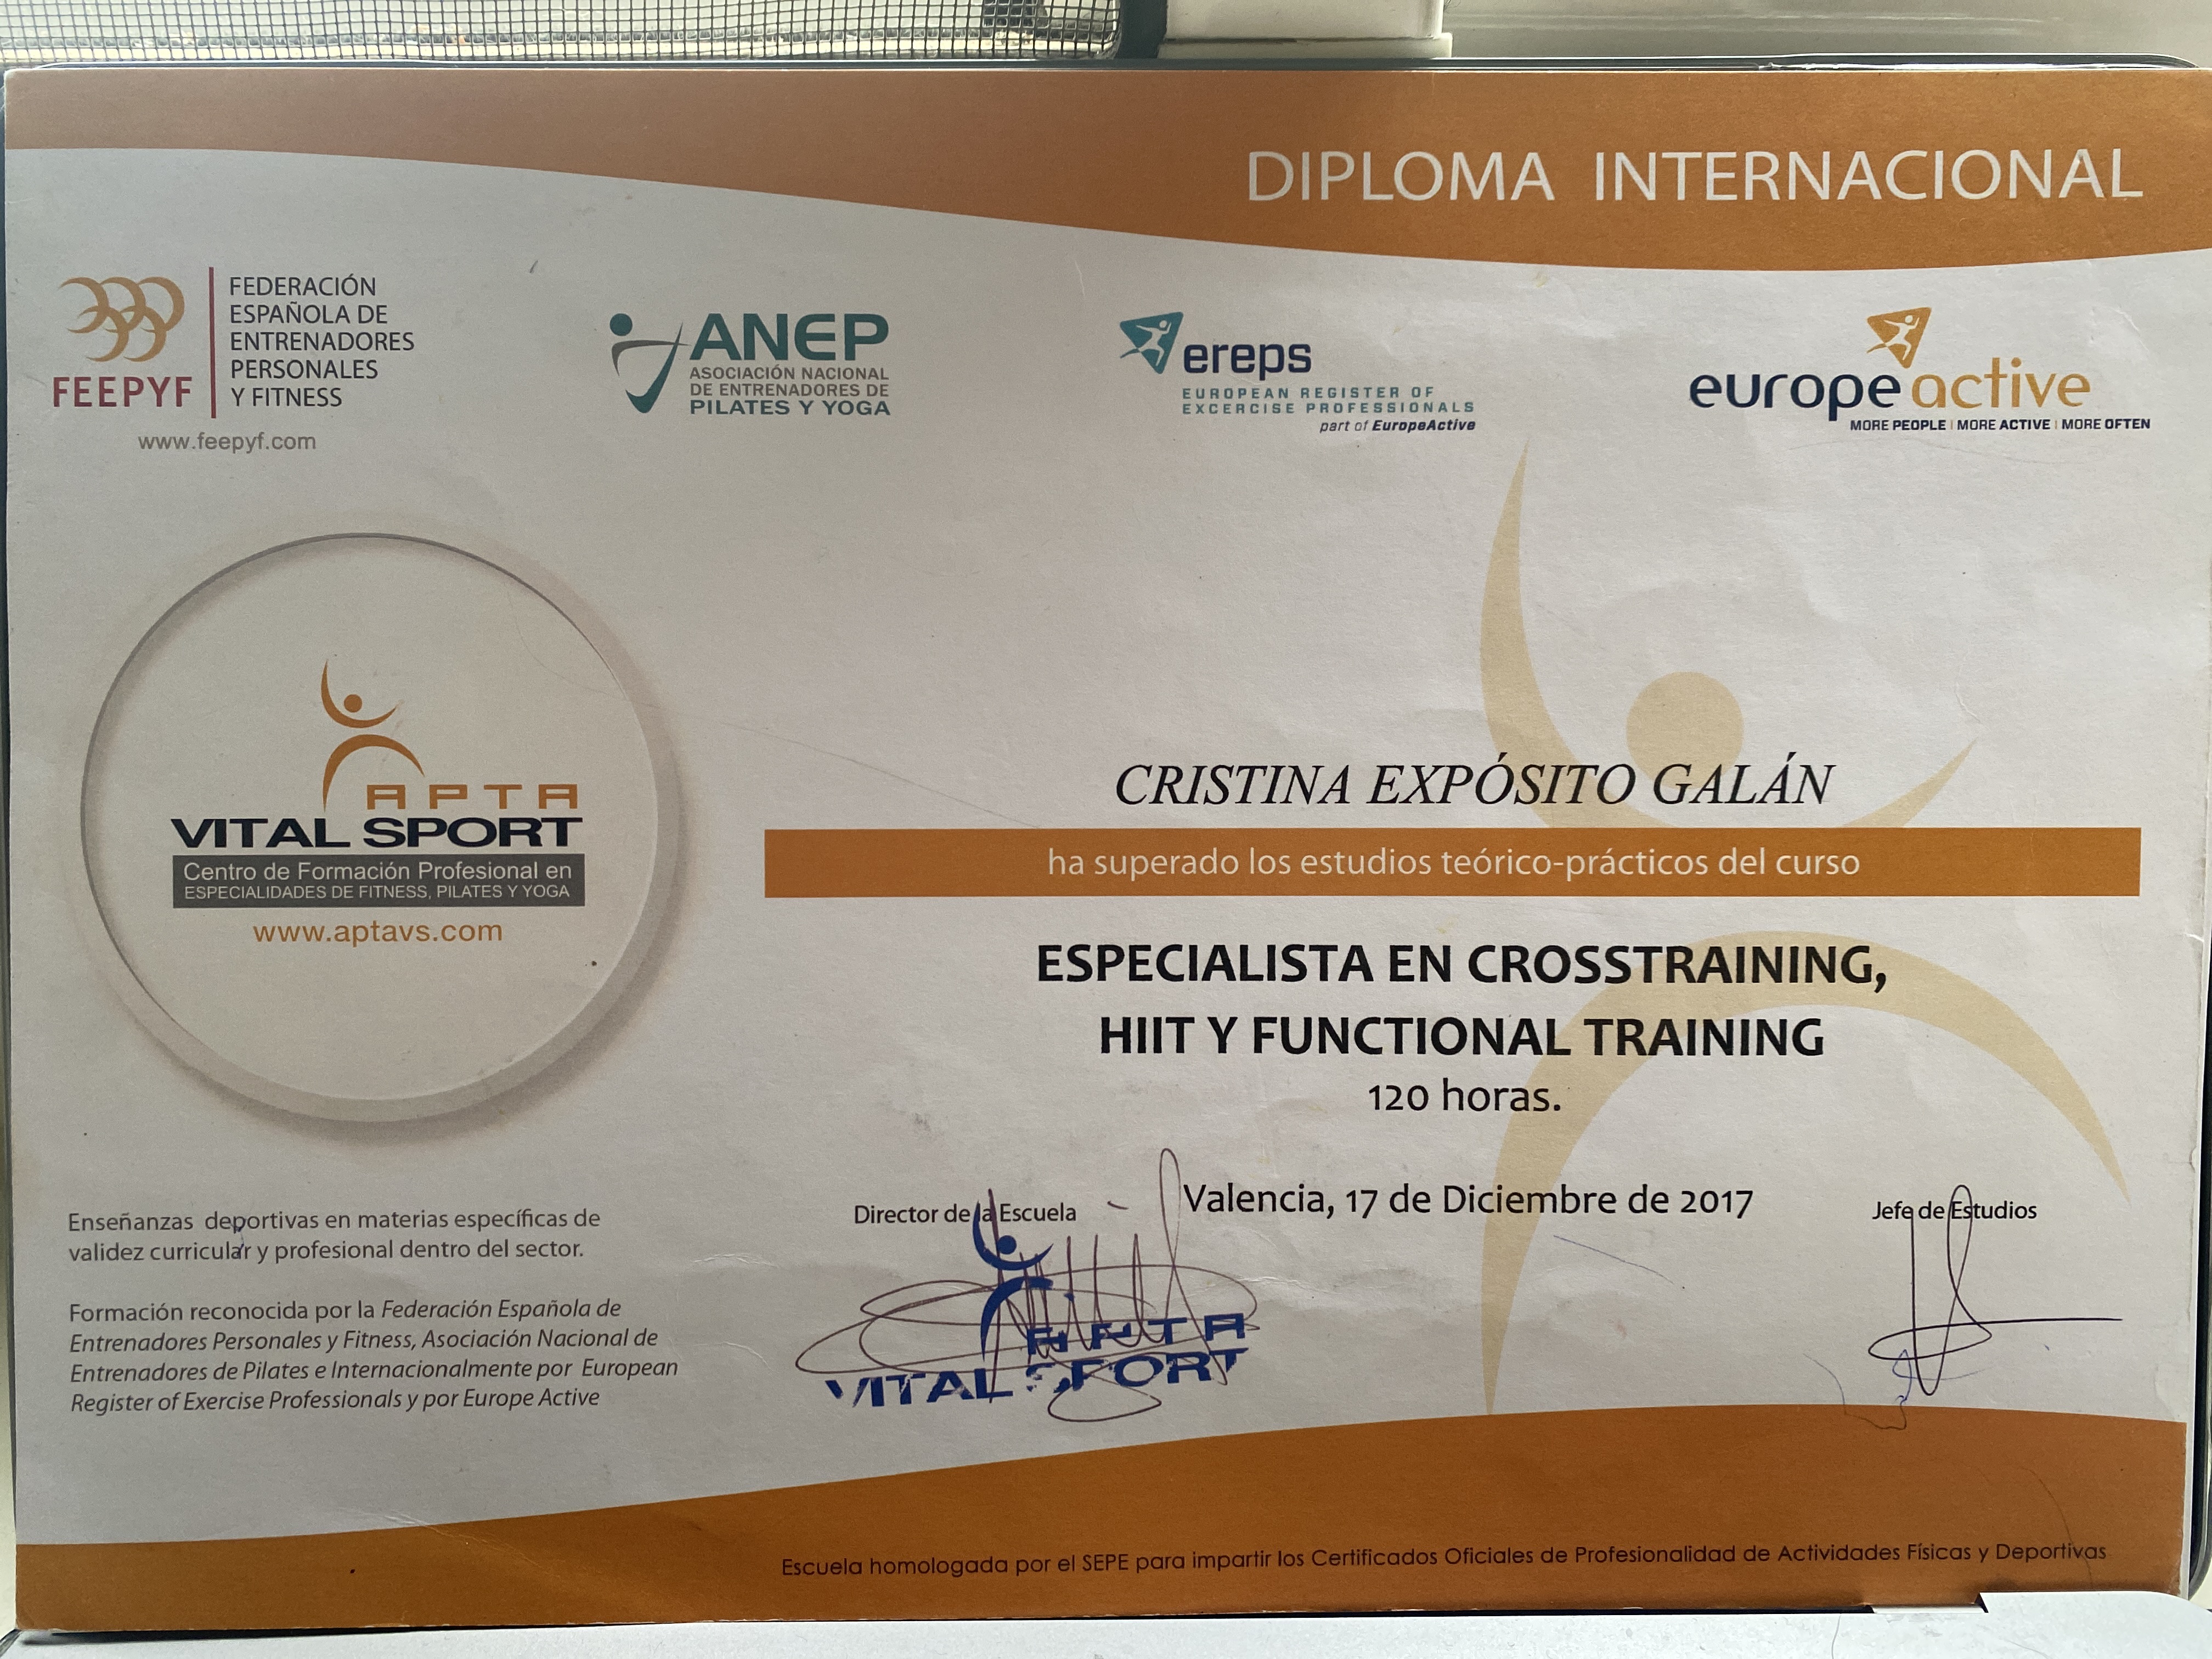 DIPLOMA INTERNACIONAL
FEEPYF
FEDERACIÓN
ESPAÑOLA DE
ENTRENADORES
PERSONALES
Y FITNESS
www.feepyf.com
ANEP
ASOCIACIÓN NACIONAL
DE ENTRENADORES DE
PILATES Y YOGA
ereps
EUROPEAN REGISTER OF
EXCERCISE PROFESSIONALS
part of EuropeActive
europe active
MORE PEOPLE | MORE ACTIVE | MORE OFTEN
APTA
VITAL SPORT
Centro de Formación Profesional en
ESPECIALIDADES DE FITNESS, PILATES Y YOGA
www.aptavs.com
CRISTINA EXPÓSITO GALÁN
ha superado los estudios teórico-prácticos del curso
ESPECIALISTA EN CROSSTRAINING,
HIIT Y FUNCTIONAL TRAINING
120 horas.
Valencia, 17 de Diciembre de 2017
Director de la Escuela
APTA
VITAL SPORT
Jefe de Estudios
Enseñanzas deportivas en materias específicas de
validez curricular y profesional dentro del sector.
Formación reconocida por la Federación Española de
Entrenadores Personales y Fitness, Asociación Nacional de
Entrenadores de Pilates e Internacionalmente por European
Register of Exercise Professionals y por Europe Active
Escuela homologada por el SEPE para impartir los Certificados Oficiales de Profesionalidad de Actividades Físicas y Deportivas